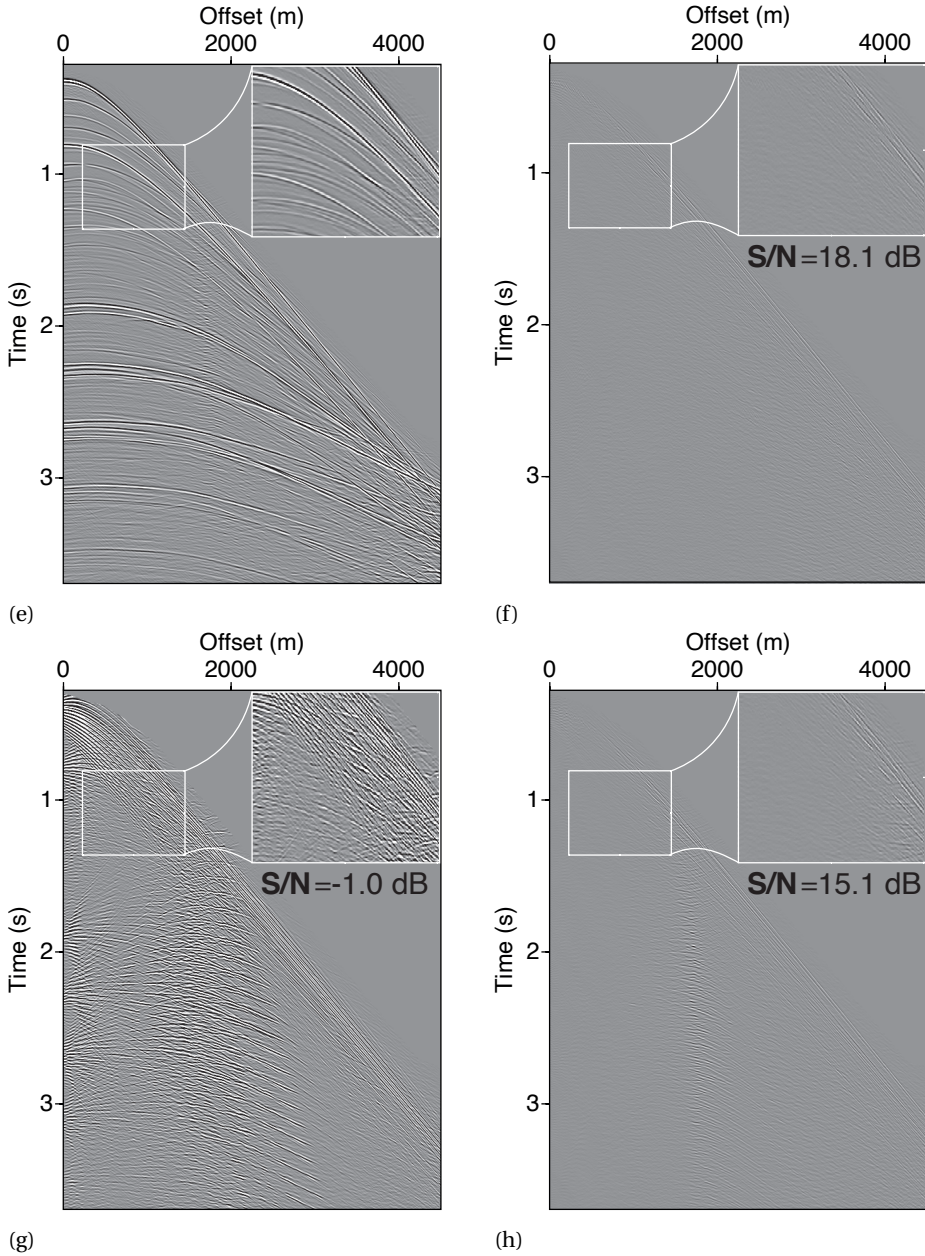 Offset (m)
0 2000 4000
Time (s)
1
2
3
(e)
Offset (m)
0 2000 4000
Time (s)
1
2
3
S/N=18.1 dB
(f)
Offset (m)
0 2000 4000
Time (s)
1
2
3
S/N=-1.0 dB
(g)
Offset (m)
0 2000 4000
Time (s)
1
2
3
S/N=15.1 dB
(h)